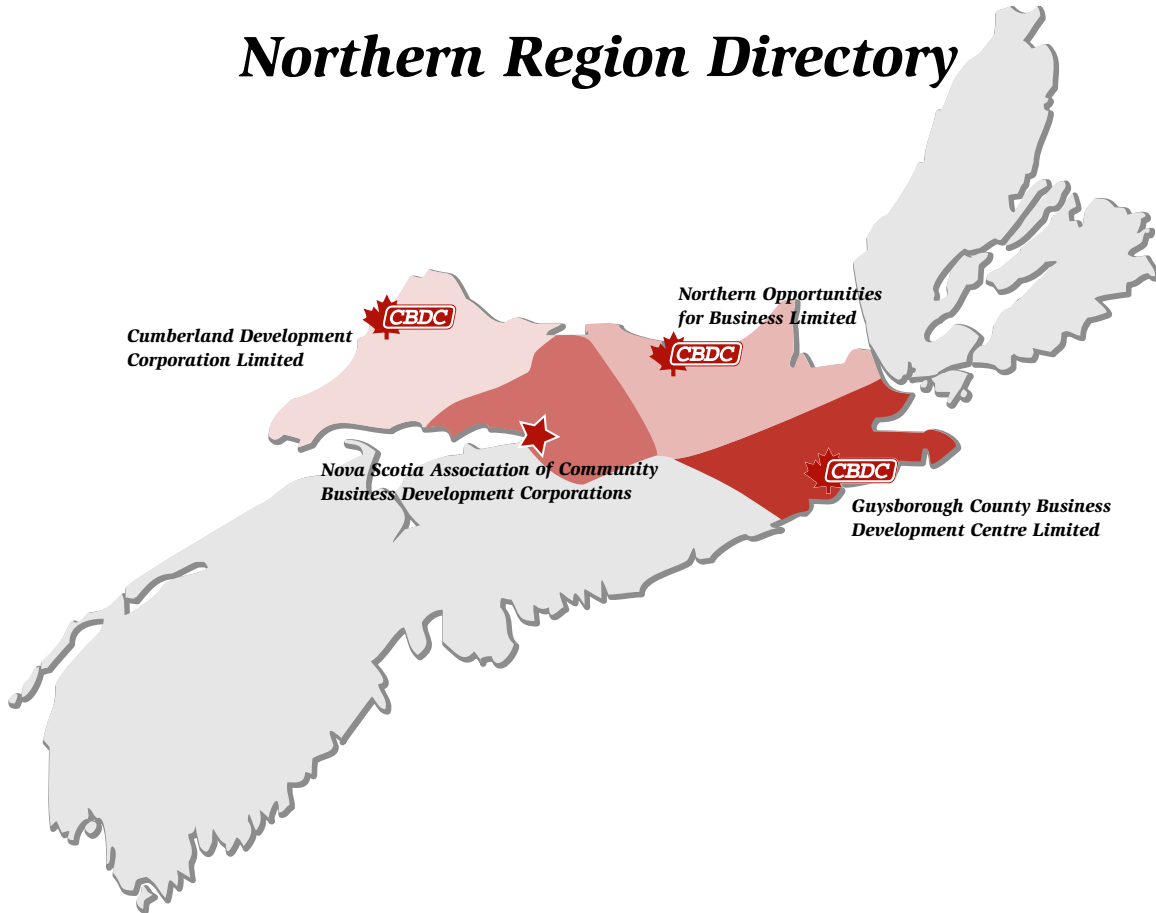 Northern Region Directory
Northern Opportunities
for Business Limited
CBDC
Cumberland Development
Corporation Limited
CBDC
Nova Scotia Association of Community
Business Development Corporations
CBDC
Guysborough County Business
Development Centre Limited